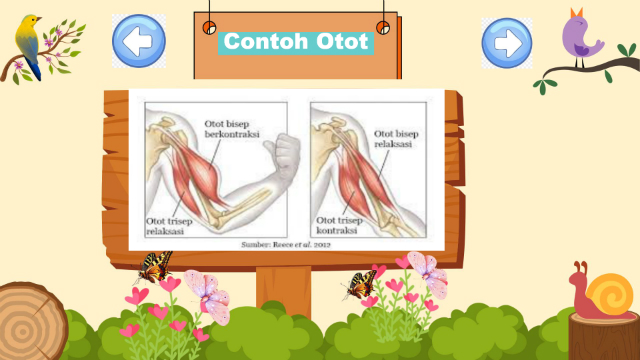 Contoh Otot
Otot bisep
berkontraksi
Otot trisep
relaksasi
Otot bisep
relaksasi
Otot trisep
kontraksi
Sumber: Reece et al. 2012